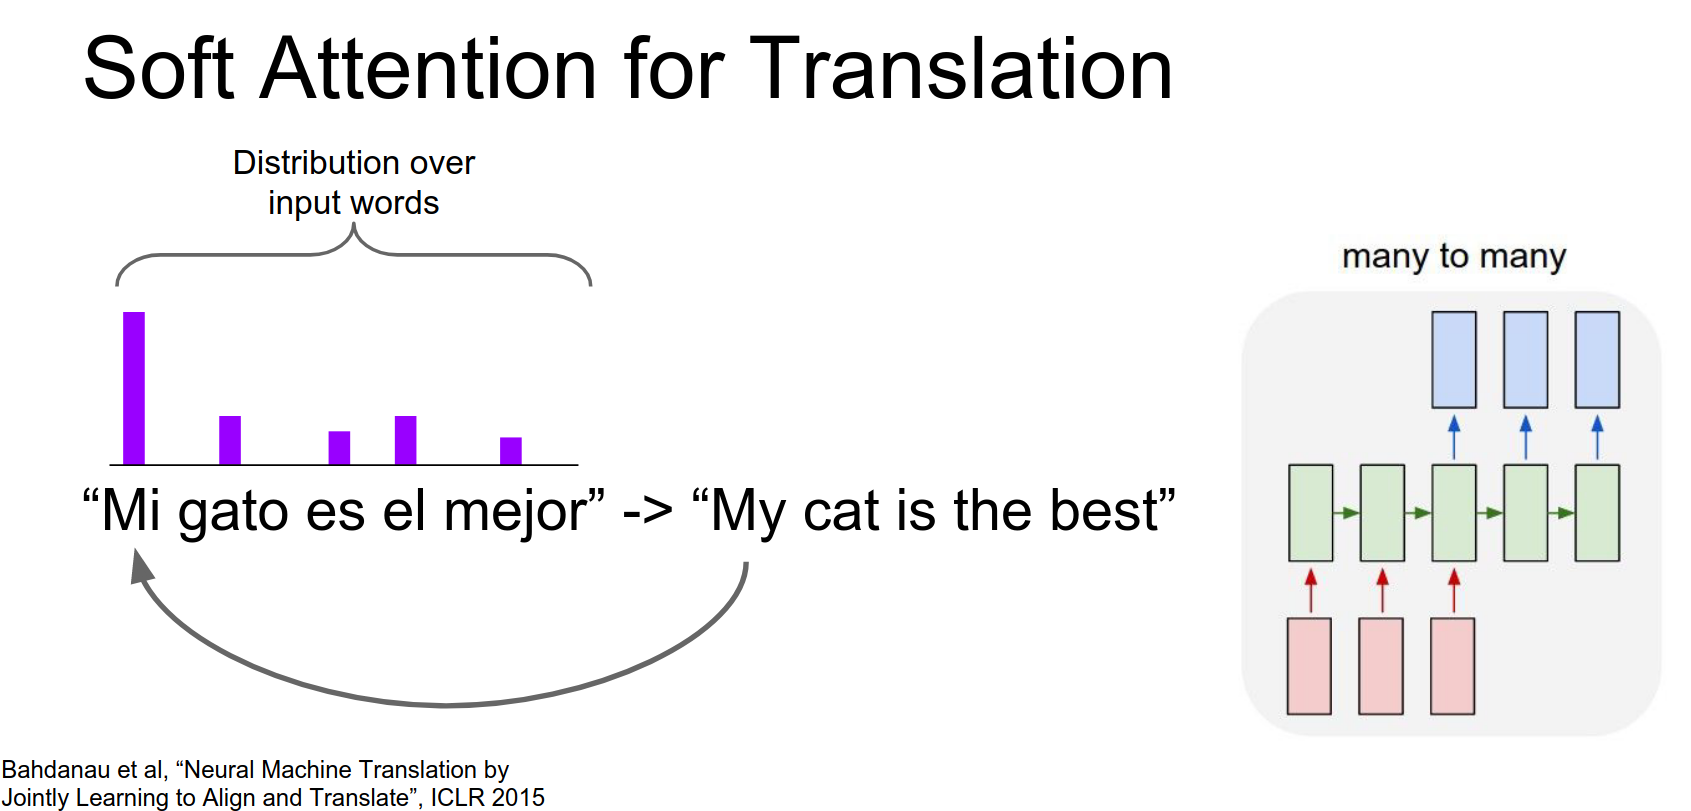 Soft Attention for Translation
Distribution over
input words
many to many
“Mi gato es el mejor” -> “My cat is the best”
Bahdanau et al, “Neural Machine Translation by
Jointly Learning to Align and Translate”, ICLR 2015